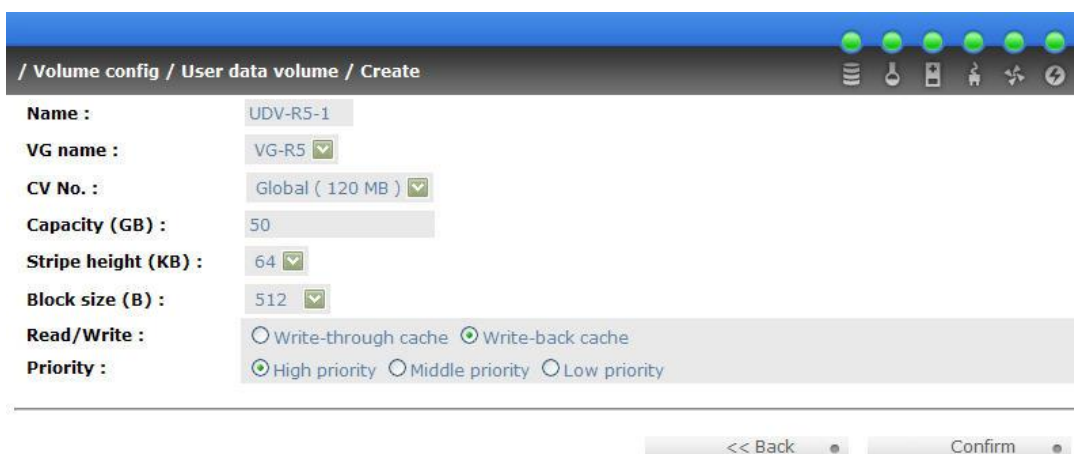 / Volume config / User data volume / Create
Name : UDV-R5-1
VG name : VG-R5
CV No. : Global ( 120 MB )
Capacity (GB) : 50
Stripe height (KB) : 64
Block size (B) : 512
Read/Write : Write-through cache Write-back cache
Priority : High priority Middle priority Low priority
<< Back Confirm